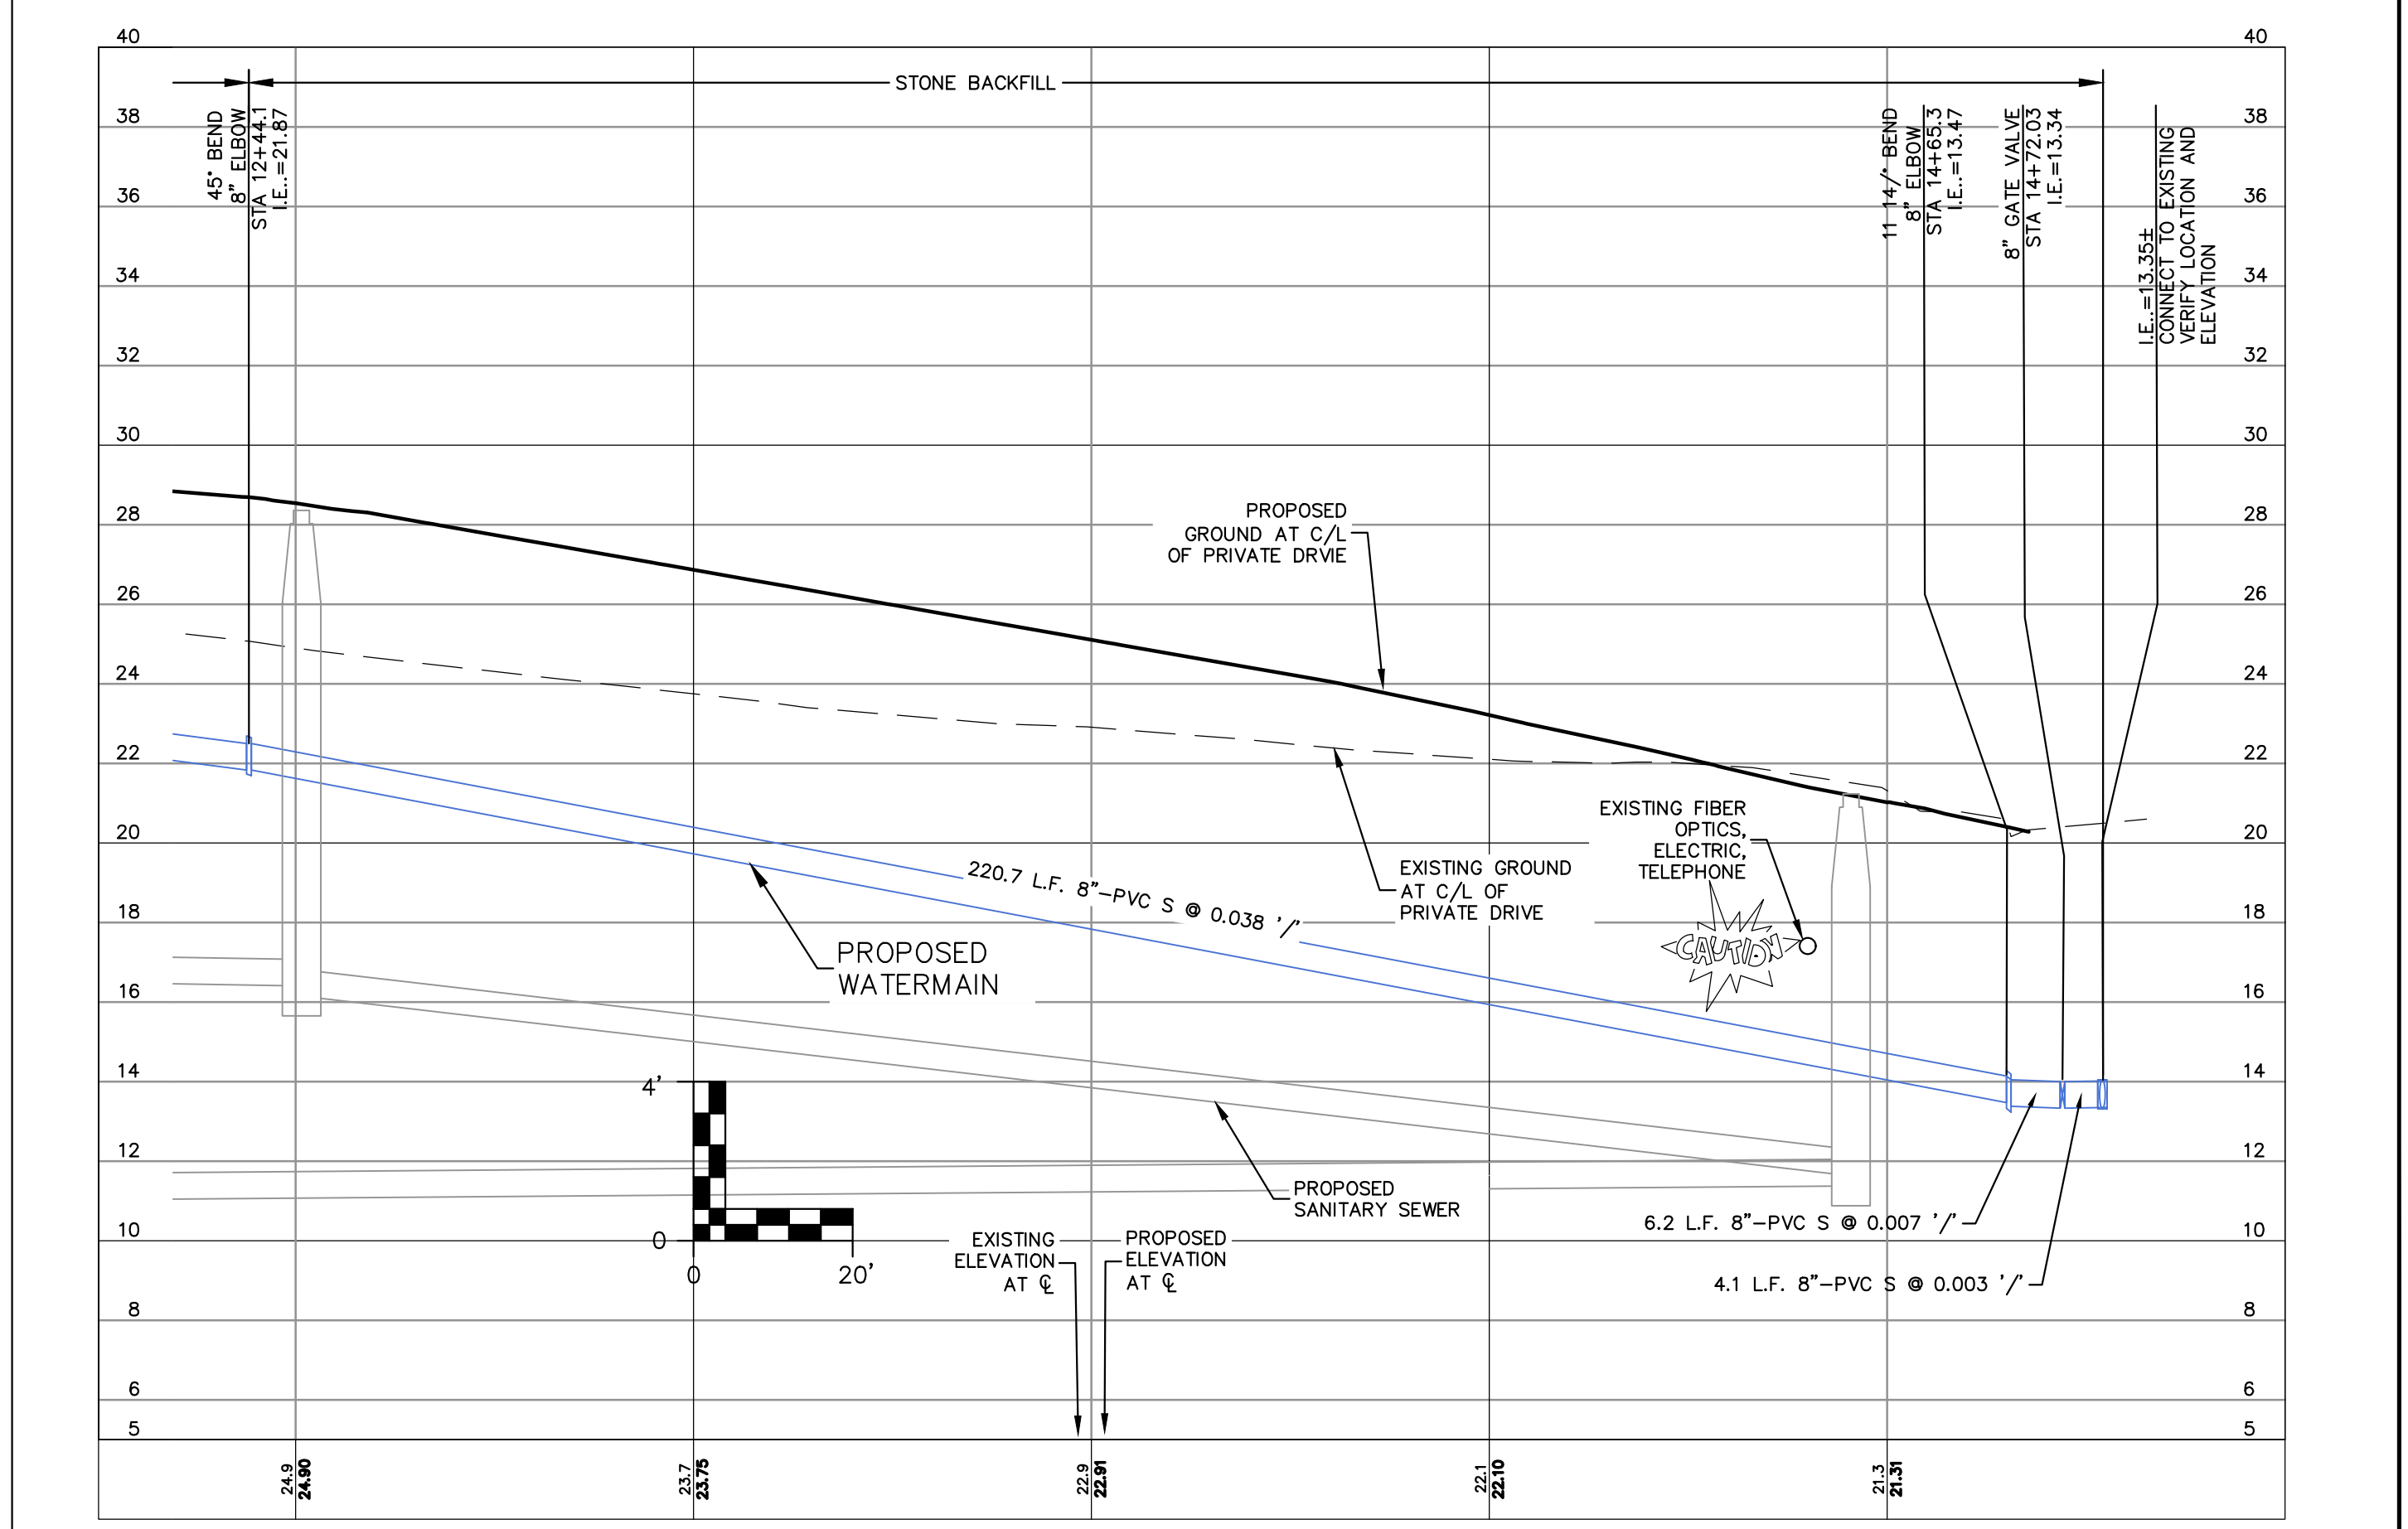 40
40
STONE BACKFILL
45° BEND
8" ELBOW
STA 12+44.1
I.E..=21.87
11 14/° BEND
8" ELBOW
STA 14+65.3
I.E..=13.47
8" GATE VALVE
STA 14+72.03
I.E.=13.34
I.E..=13.35±
CONNECT TO EXISTING
VERIFY LOCATION AND
ELEVATION
38
38
36
36
34
34
32
32
30
30
28
28
PROPOSED
GROUND AT C/L
OF PRIVATE DRVIE
26
26
24
24
22
22
EXISTING FIBER
OPTICS,
ELECTRIC,
TELEPHONE
20
20
220.7 L.F. 8"-PVC S @ 0.038 '/'
EXISTING GROUND
AT C/L OF
PRIVATE DRIVE
18
18
CAUTION
PROPOSED
WATERMAIN
16
16
14
14
4'
12
12
PROPOSED
SANITARY SEWER
6.2 L.F. 8"-PVC S @ 0.007 '/'
10
10
0
0
20'
EXISTING
ELEVATION
AT ℄
PROPOSED
ELEVATION
AT ℄
4.1 L.F. 8"-PVC S @ 0.003 '/'
8
8
6
6
5
5
24.9
24.90
23.7
23.75
22.9
22.91
22.1
22.10
21.3
21.31